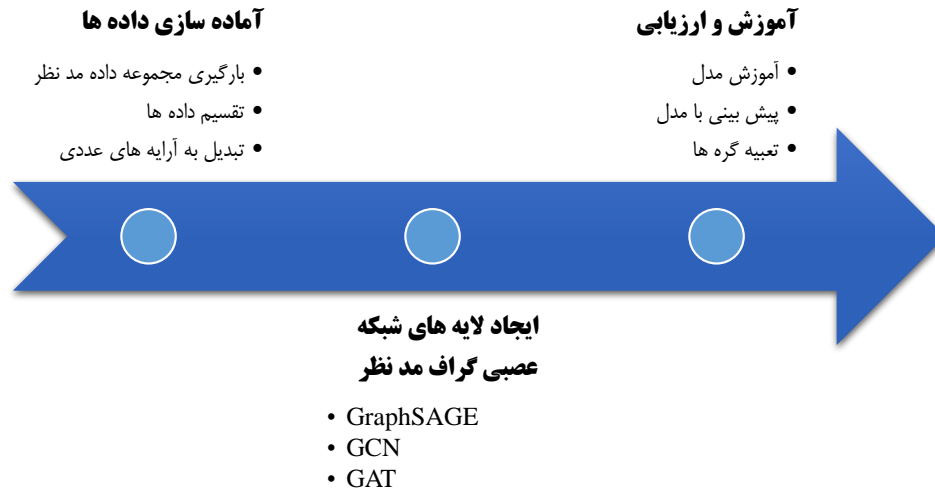 آماده سازی داده ها
• بارگیری مجموعه داده مد نظر
• تقسیم داده ها
• تبدیل به آرایه های عددی
ایجاد لایه های شبکه
عصبی گراف مد نظر
• GraphSAGE
• GCN
• GAT
آموزش و ارزیابی
• آموزش مدل
• پیش بینی با مدل
• تعبیه گره ها